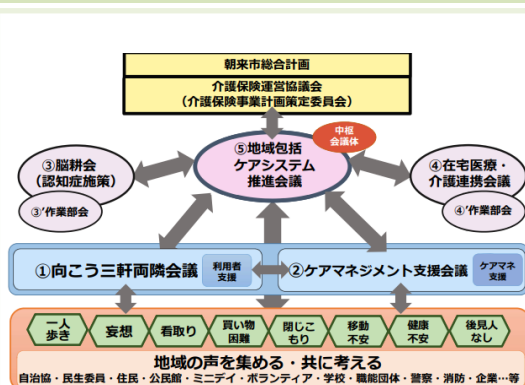 朝来市総合計画
介護保険運営協議会
（介護保険事業計画策定委員会）
中枢
会議体
⑤地域包括
ケアシステム
推進会議
③脳耕会
（認知症施策）
③’作業部会
④在宅医療・
介護連携会議
④’作業部会
①向こう三軒両隣会議
利用者
支援
②ケアマネジメント支援会議
ケアマネ
支援
一人
歩き
妄想
看取り
買い物
困難
閉じこ
もり
移動
不安
健康
不安
後見人
なし
地域の声を集める・共に考える
自治協・民生委員・住民・公民館・ミニデイ・ボランティア・学校・職能団体・警察・消防・企業…等